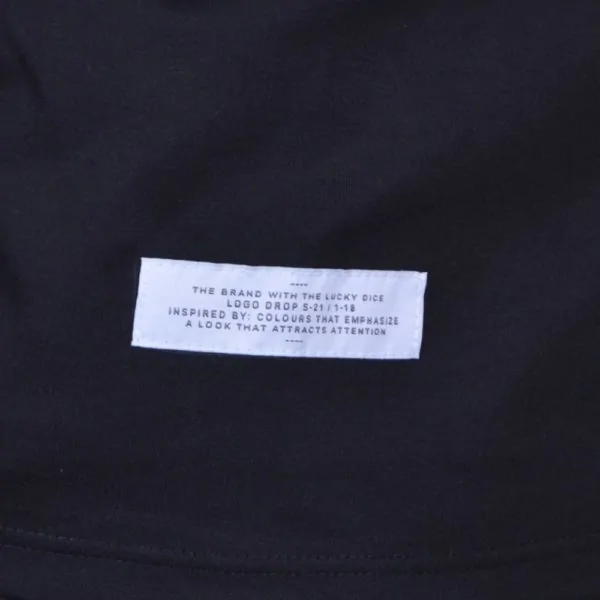 ----
THE BRAND WITH THE LUCKY DICE
LOGO DROP S-21 / 1-18
INSPIRED BY: COLOURS THAT EMPHASIZE
A LOOK THAT ATTRACTS ATTENTION
----